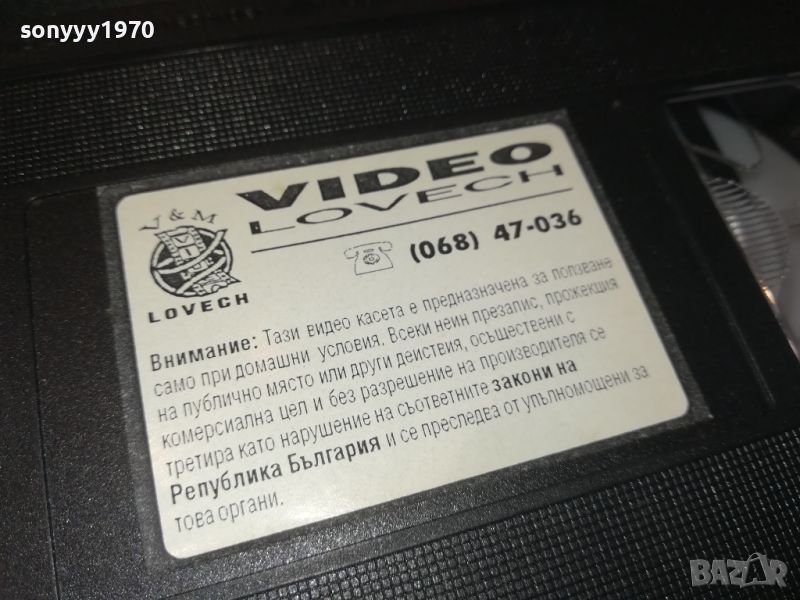 sonyyy1970
VIDEO
LOVECH
V & M
LOVECH
(068) 47-036
Внимание: Тази видео касета е предназначена за ползване
само при домашни условия. Всеки неин презапис, прожекция
на публично място или други действия, осъществени с
комерсиална цел и без разрешение на производителя се
третира като нарушение на съответните закони на
Република България и се преследва от упълномощени за
това органи.
BAZAR